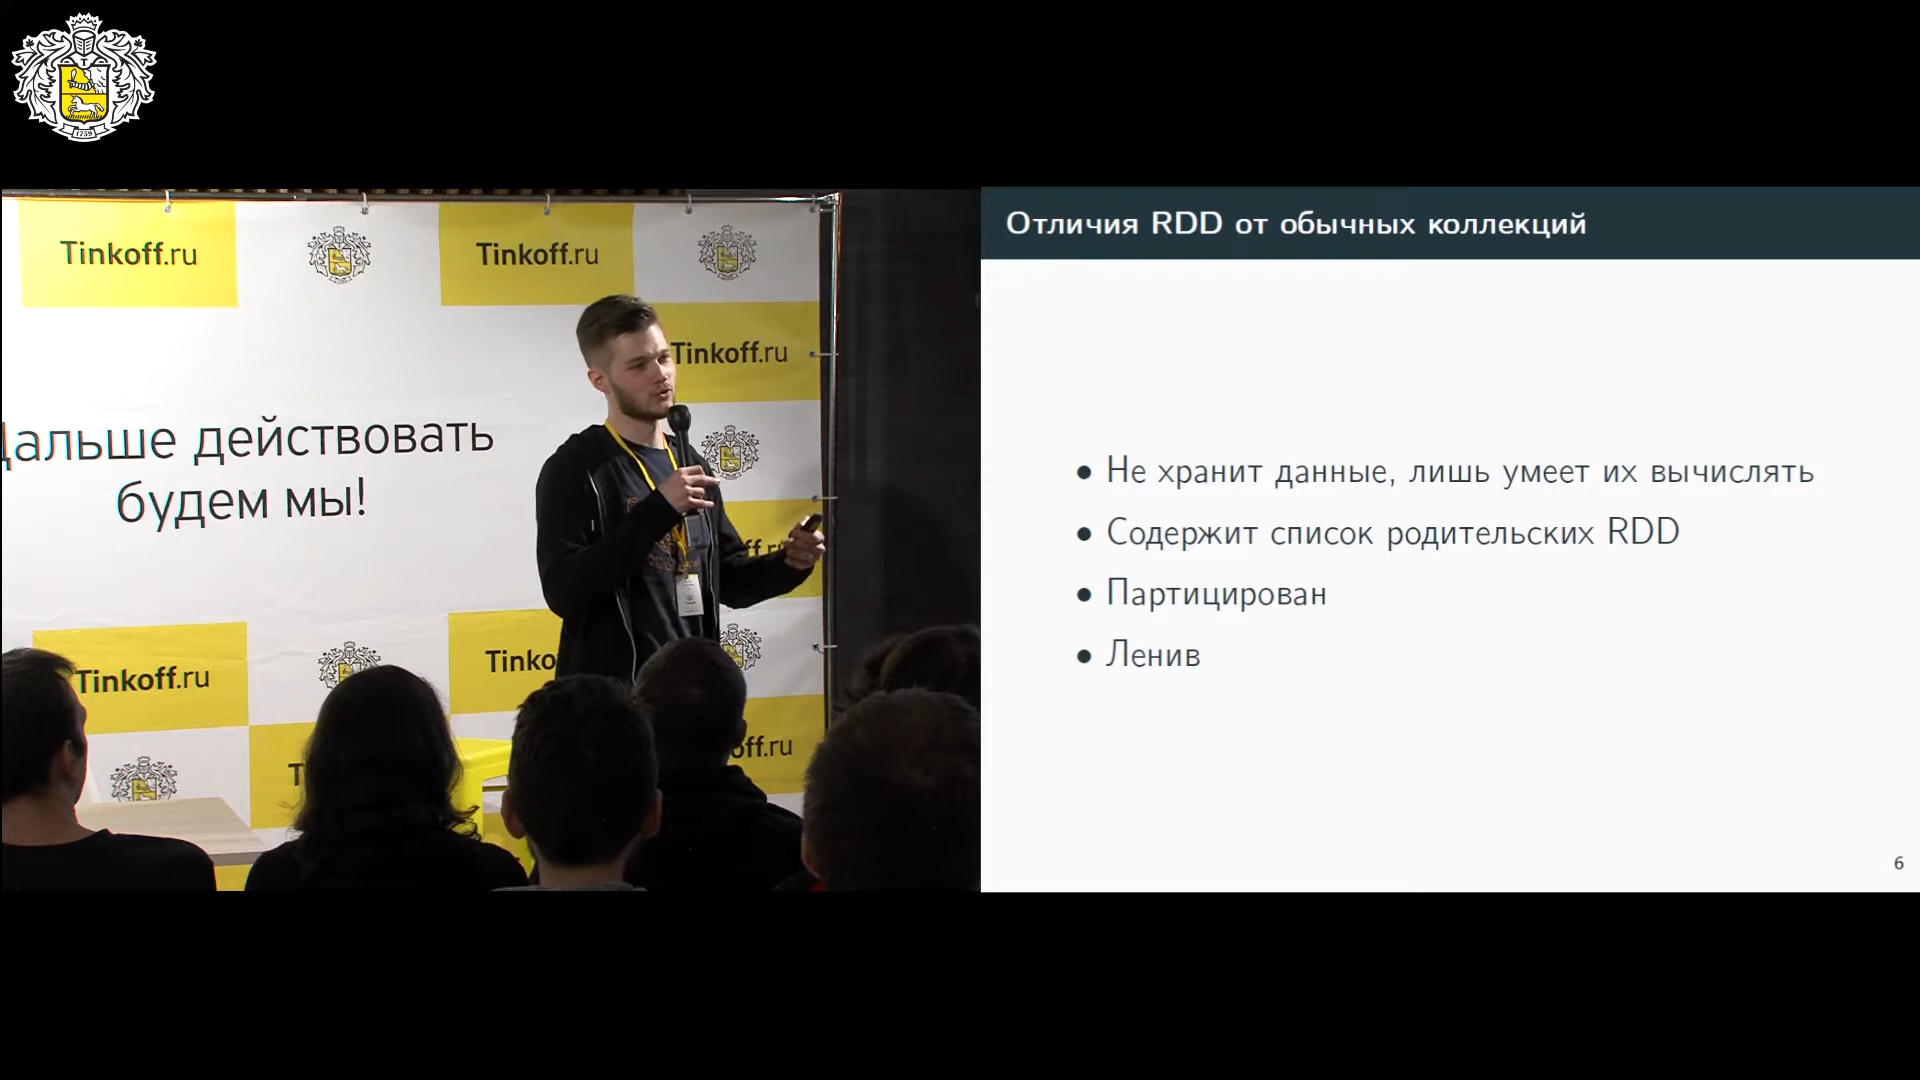 1759
Tinkoff.ru
Tinkoff.ru
Tinkoff.ru
дальше действовать
будем мы!
Tinkoff.ru
Отличия RDD от обычных коллекций
• Не хранит данные, лишь умеет их вычислять
• Содержит список родительских RDD
• Партицирован
• Ленив
6